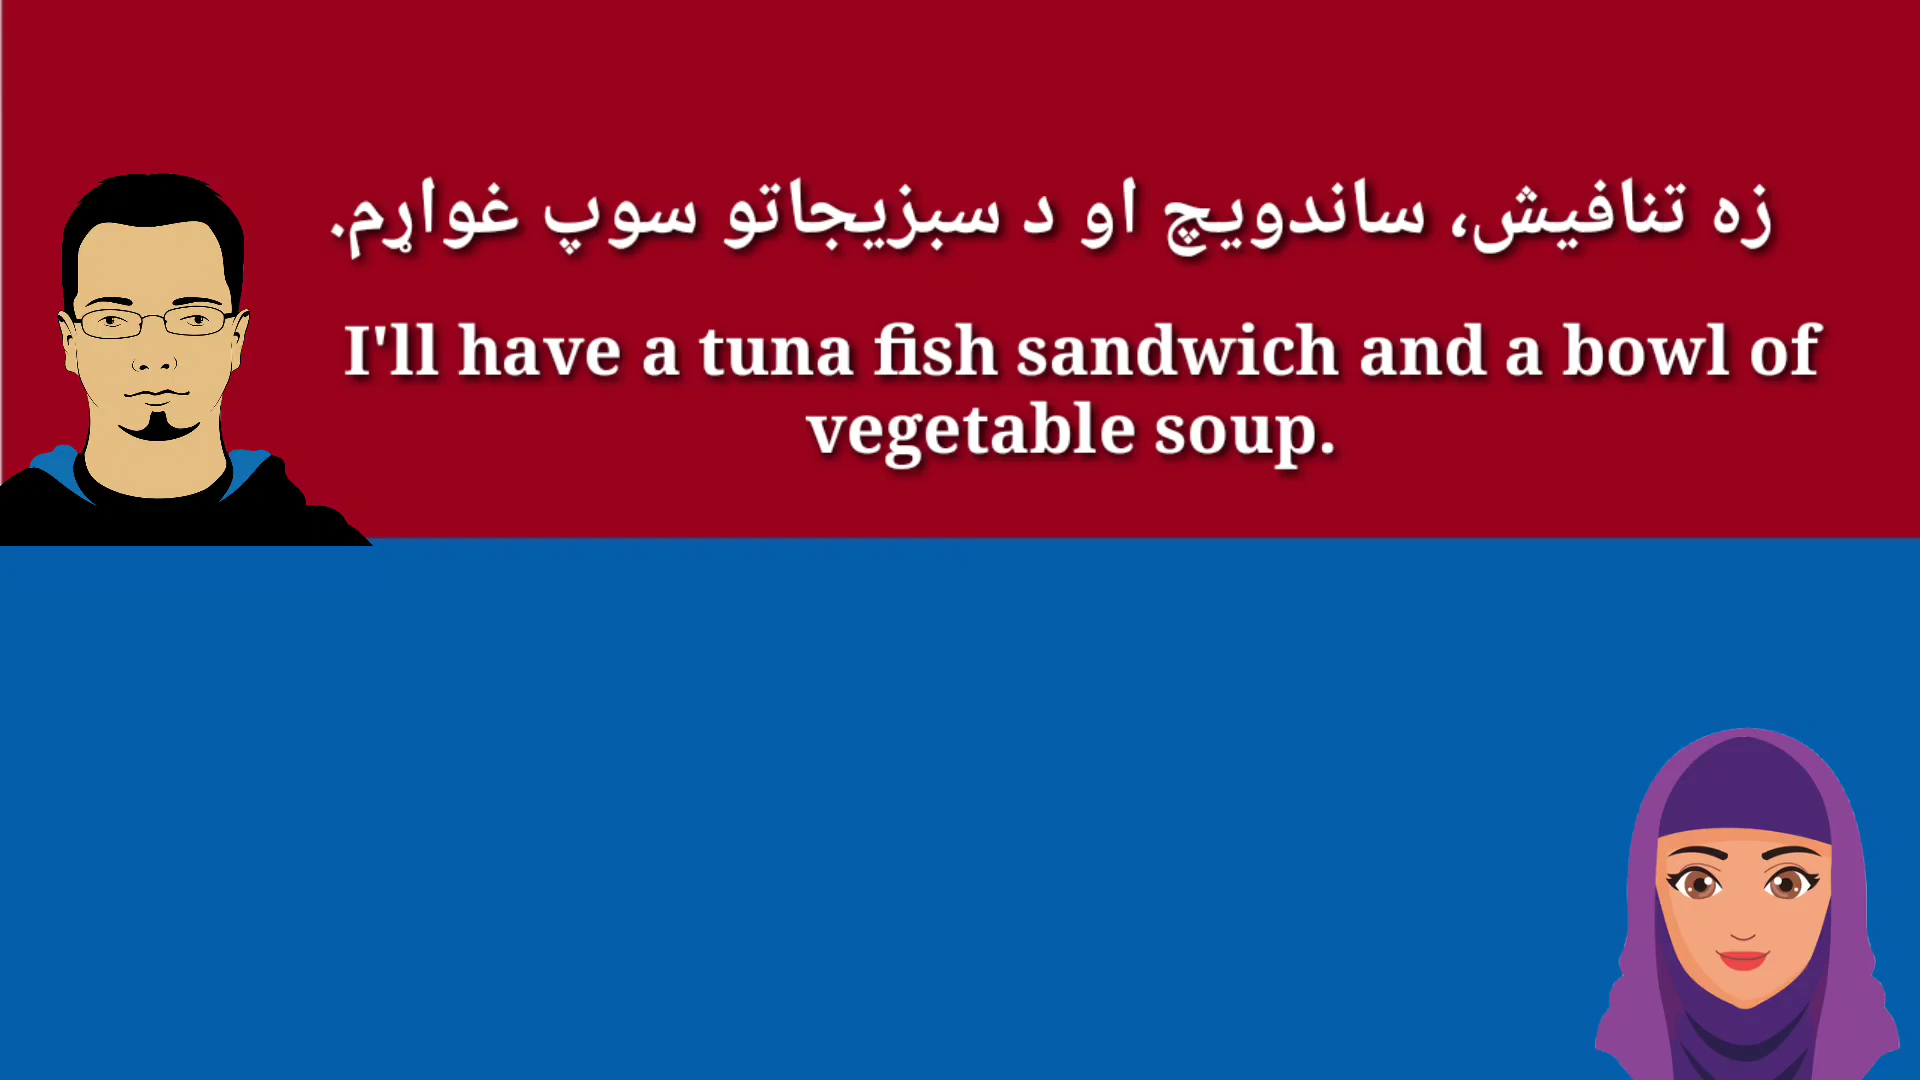 زه تنافیش، ساندویچ او د سبزیجاتو سوپ غواړم.
I'll have a tuna fish sandwich and a bowl of
vegetable soup.